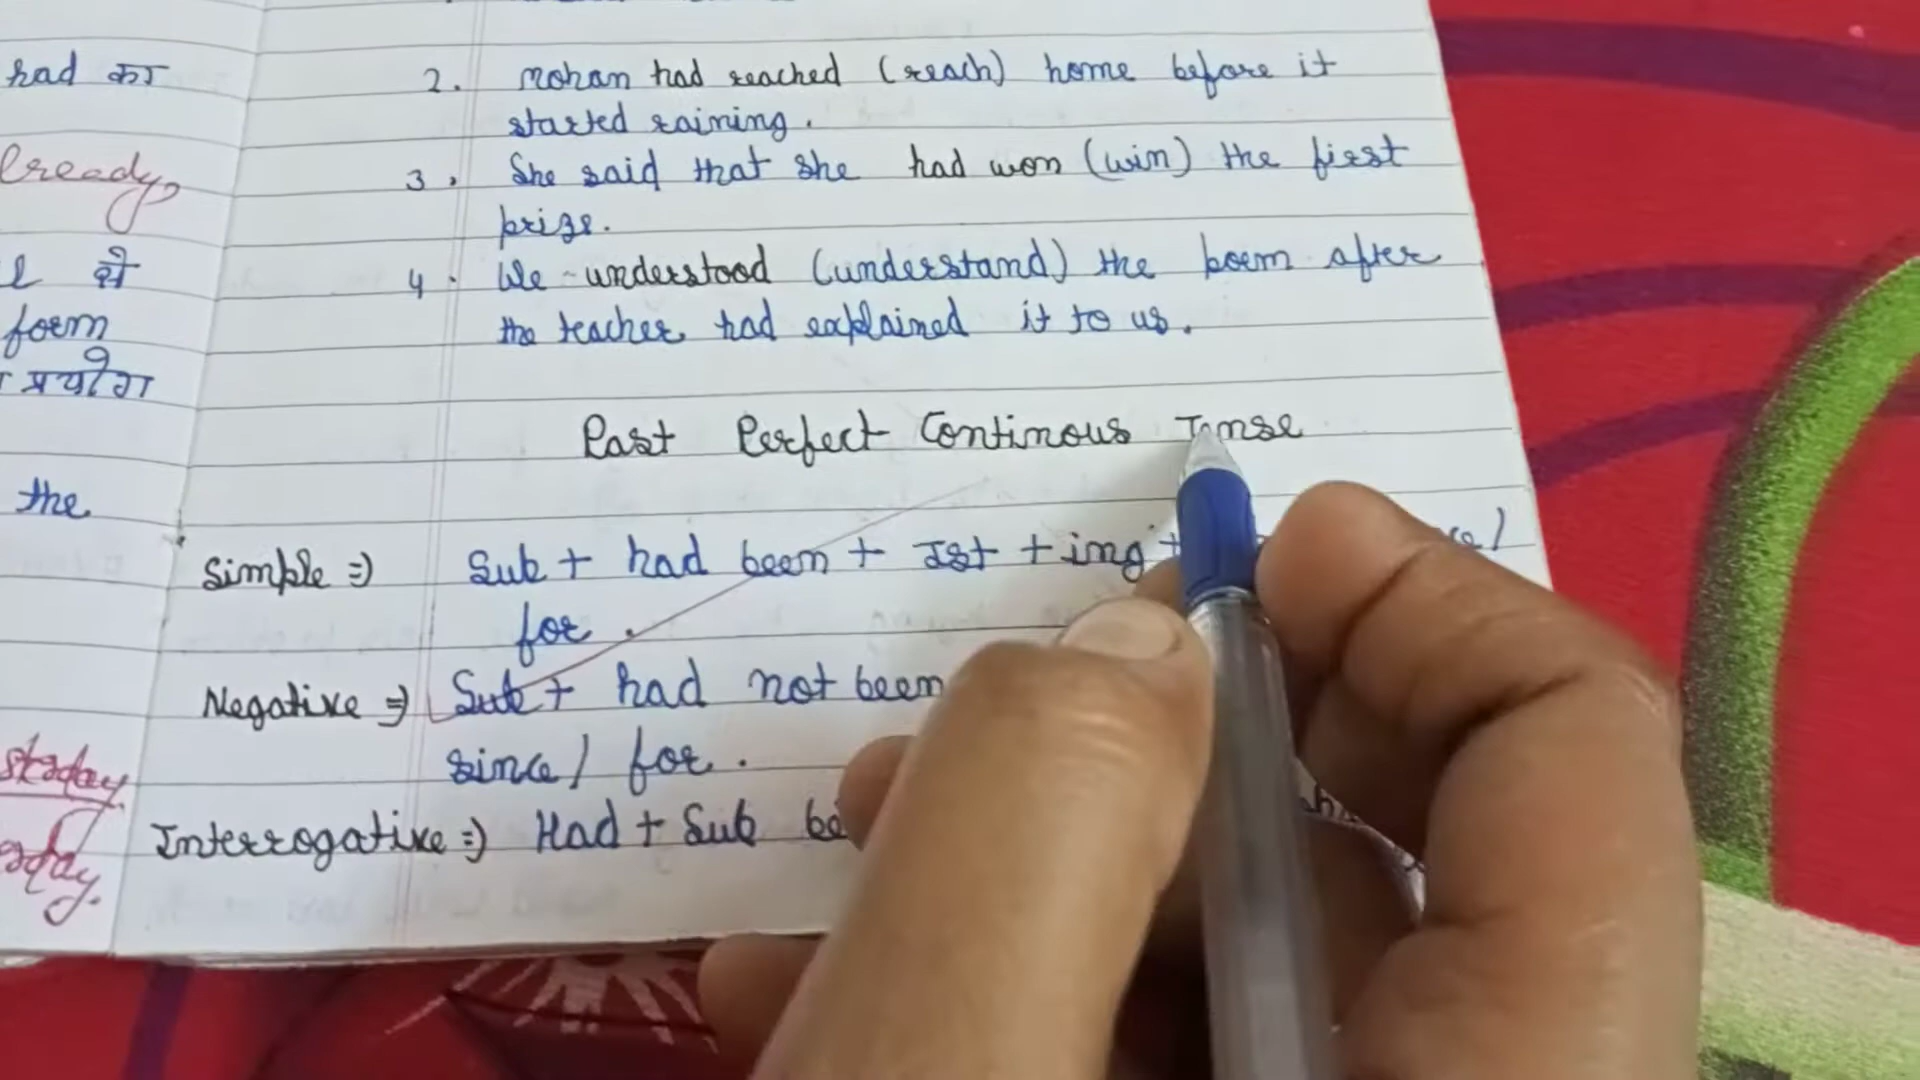 had का
lready,
से
form
प्रयोग
the
2. Mohan had reached (reach) home before it
started raining.
3. She said that she had won (win) the first
prize.
4. We understood (understand) the poem after
the teacher had explained it to us.
Past Perfect Continous Tense
Simple => Sub + had been + Ist + ing +
for.
Negative => Sub + had not been
since/ for.
Interrogative => Had + Sub be